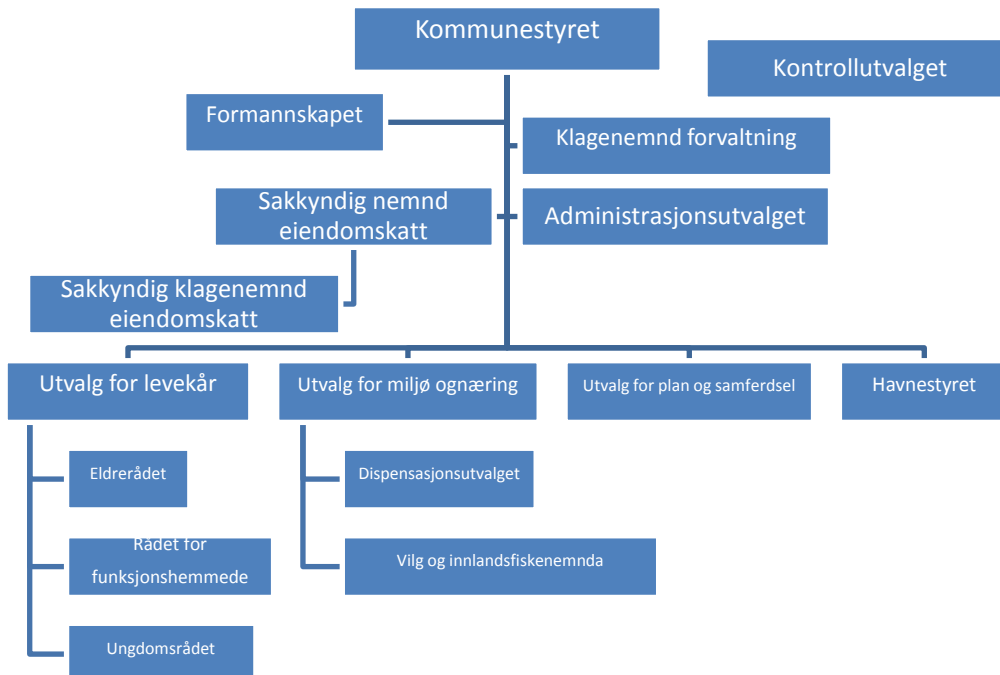 Kommunestyret
Kontrollutvalget
Formannskapet
Klagenemnd forvaltning
Sakkyndig nemnd
eiendomskatt
Administrasjonsutvalget
Sakkyndig klagenemnd
eiendomskatt
Utvalg for levekår
Utvalg for miljø ognæring
Utvalg for plan og samferdsel
Havnestyret
Eldrerådet
Rådet for
funksjonshemmede
Ungdomsrådet
Dispensasjonsutvalget
Vilg og innlandsfiskenemnda